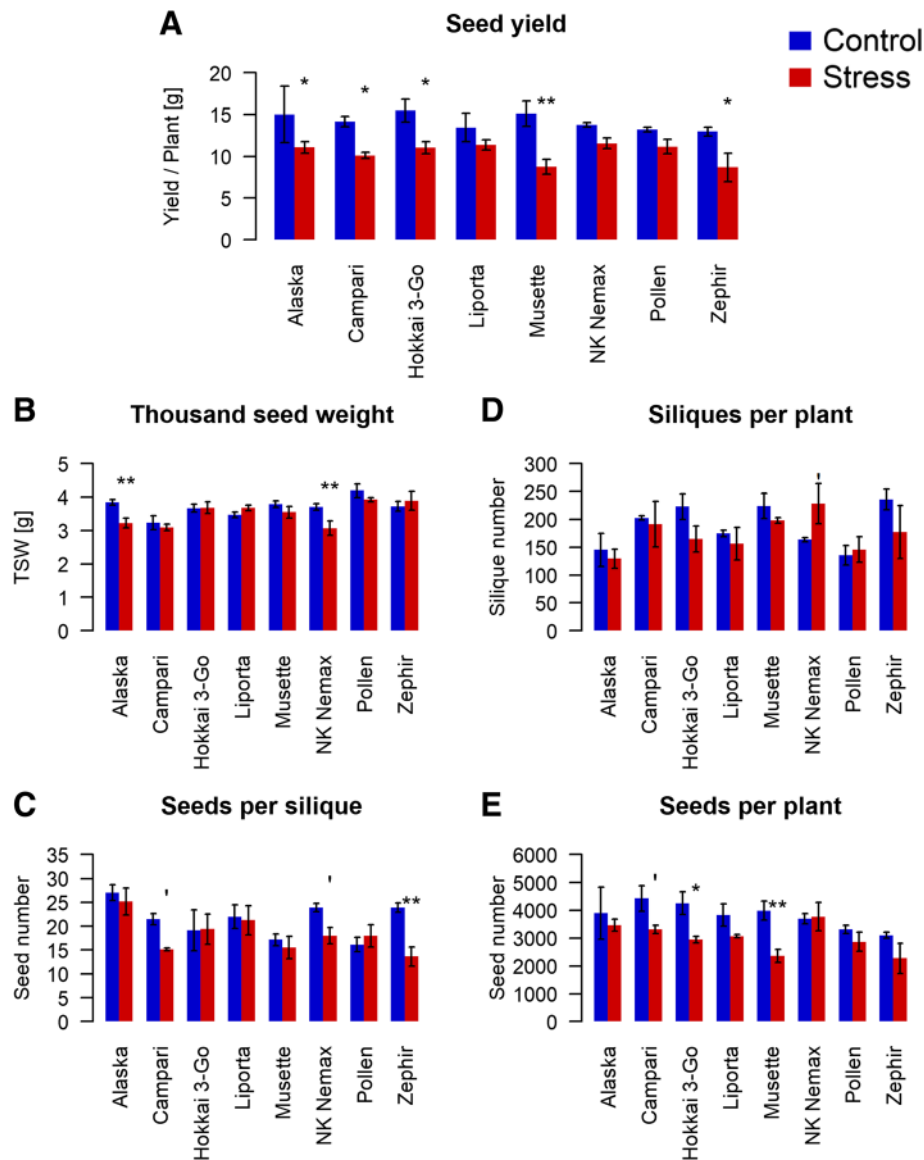 A
Seed yield
Control
Stress
Yield / Plant [g]
20
15
10
5
0
* * * ** *
Alaska
Campari
Hokkai 3-Go
Liporta
Musette
NK Nemax
Pollen
Zephir
B
Thousand seed weight
TSW [g]
5
4
3
2
1
0
** **
Alaska
Campari
Hokkai 3-Go
Liporta
Musette
NK Nemax
Pollen
Zephir
D
Siliques per plant
Silique number
300
250
200
150
100
50
0
'
Alaska
Campari
Hokkai 3-Go
Liporta
Musette
NK Nemax
Pollen
Zephir
C
Seeds per silique
Seed number
35
30
25
20
15
10
5
0
' ' **
Alaska
Campari
Hokkai 3-Go
Liporta
Musette
NK Nemax
Pollen
Zephir
E
Seeds per plant
Seed number
6000
5000
4000
3000
2000
1000
0
' * **
Alaska
Campari
Hokkai 3-Go
Liporta
Musette
NK Nemax
Pollen
Zephir